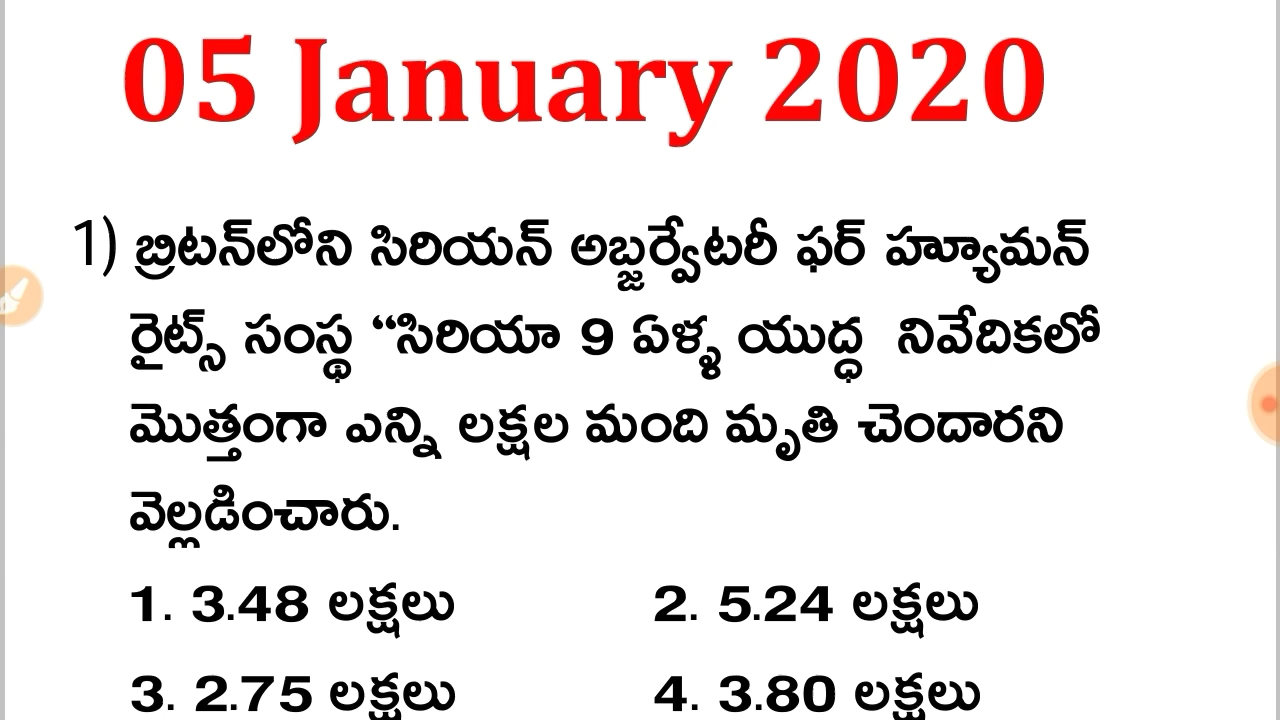 05 January 2020
1) బ్రిటన్‌లోని సిరియన్ అబ్జర్వేటరీ ఫర్ హ్యూమన్
రైట్స్ సంస్థ “సిరియా 9 ఏళ్ళ యుద్ధ నివేదికలో
మొత్తంగా ఎన్ని లక్షల మంది మృతి చెందారని
వెల్లడించారు.
1. 3.48 లక్షలు 2. 5.24 లక్షలు
3. 2.75 లక్షలు 4. 3.80 లక్షలు